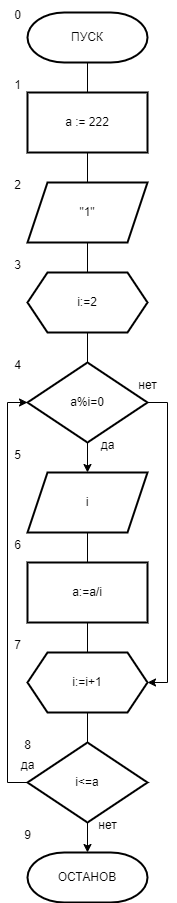 0
ПУСК
1
a := 222
2
"1"
3
i:=2
4
нет
a%i=0
да
5
i
6
a:=a/i
7
i:=i+1
8
да
i<=a
нет
9
ОСТАНОВ